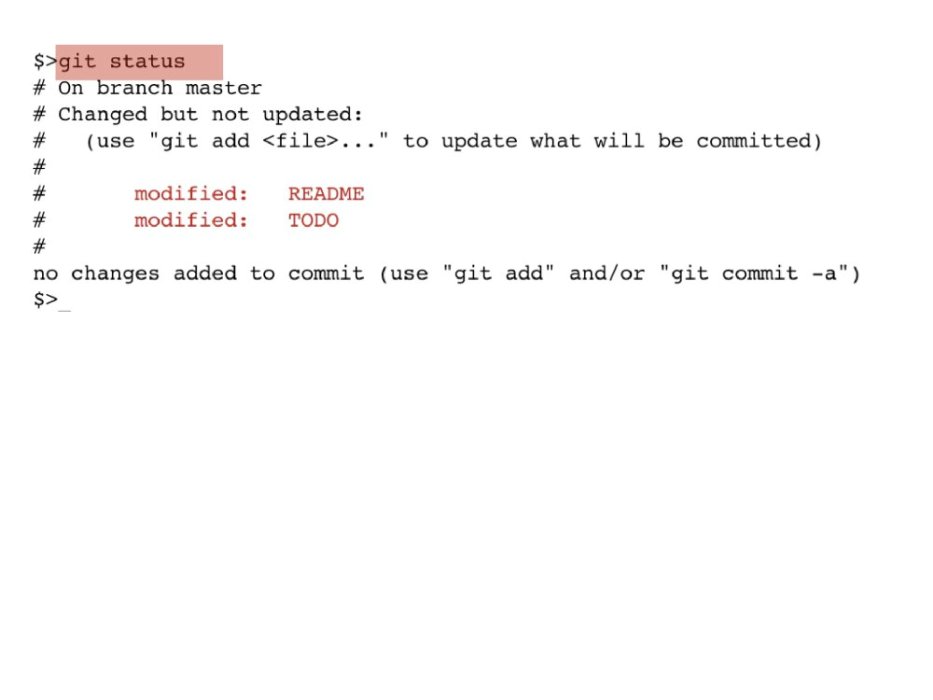 $>git status
# On branch master
# Changed but not updated:
#   (use "git add <file>..." to update what will be committed)
#
#       modified:   README
#       modified:   TODO
#
no changes added to commit (use "git add" and/or "git commit -a")
$>_